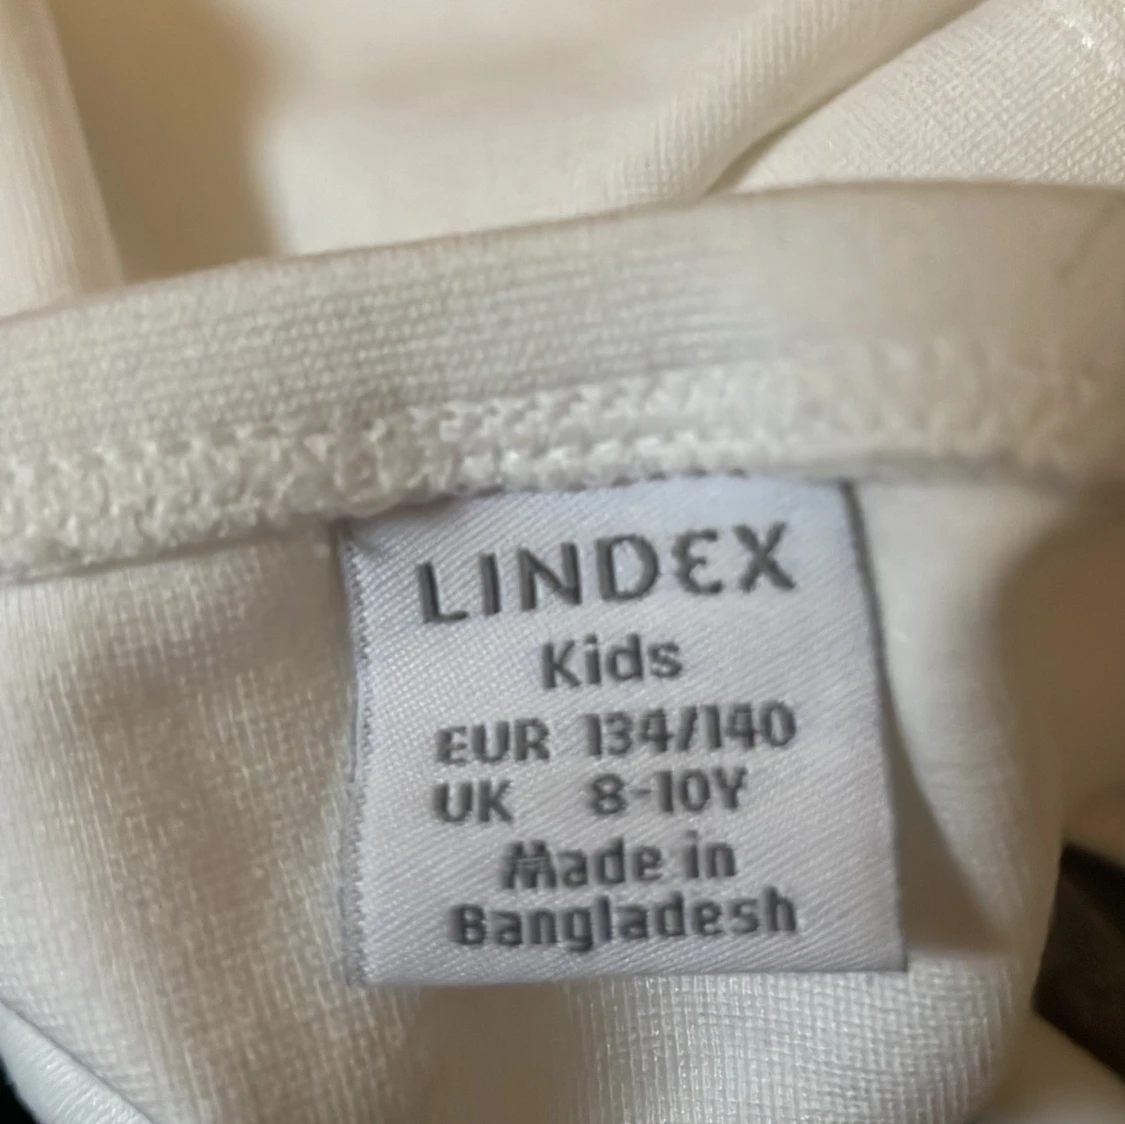 LINDEX
Kids
EUR 134/140
UK 8-10Y
Made in
Bangladesh